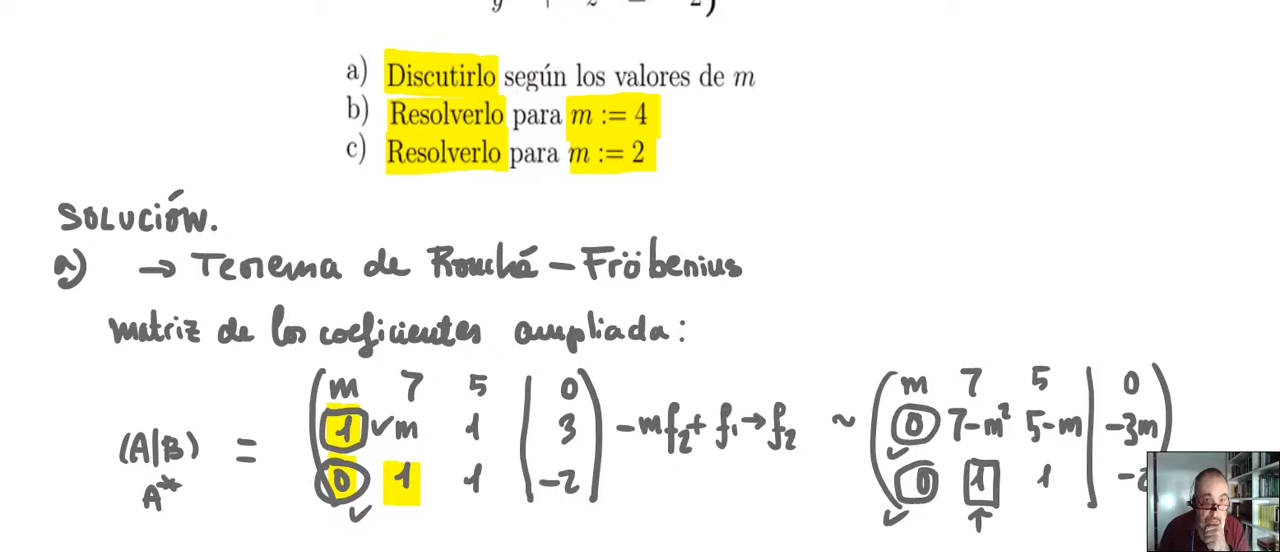 y + z = -2
a) Discutirlo según los valores de m
b) Resolverlo para m := 4
c) Resolverlo para m := 2
SOLUCIÓN.
a) → Teorema de Rouché – Fröbenius
matriz de los coeficientes ampliada:
m 7 5 | 0
1 m 1 | 3
0 1 1 | -2
(A|B) =
A*
-mf₂ + f₁ → f₂ ~
m 7 5 | 0
0 7-m² 5-m | -3m
0 1 1 | -2